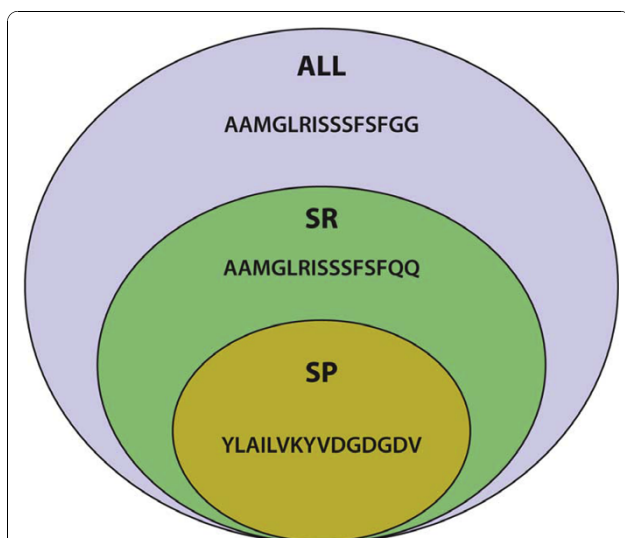 ALL
AAMGLRISSSFSFGG
SR
AAMGLRISSSFSFQQ
SP
YLAILVKYVDGDGDV